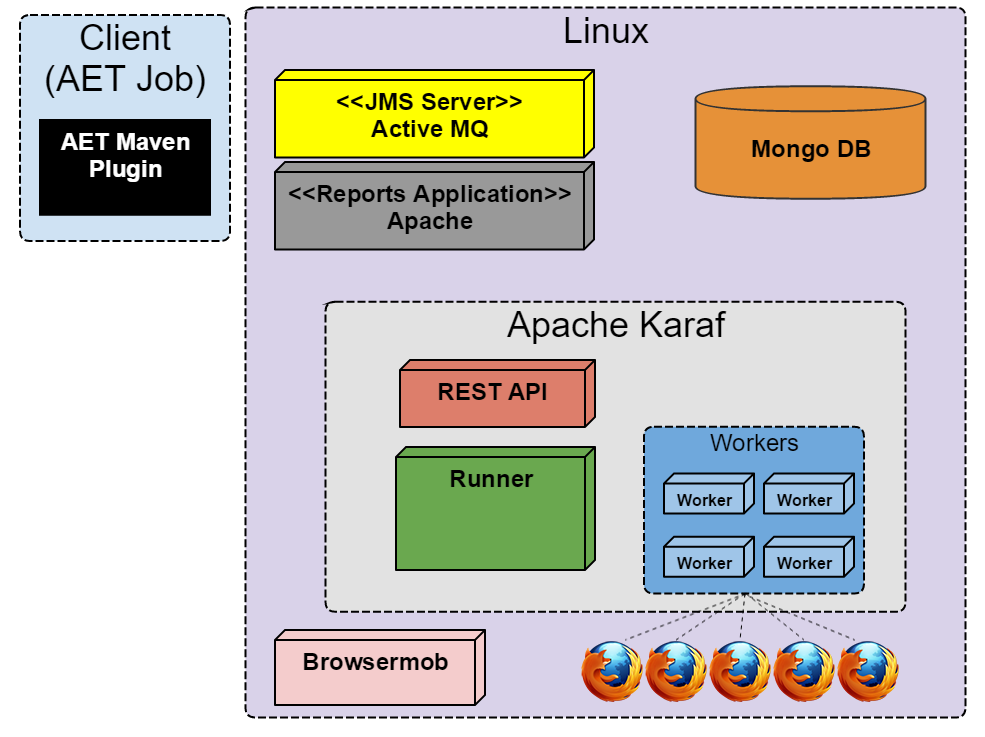 Client
(AET Job)
AET Maven
Plugin
Linux
<<JMS Server>>
Active MQ
<<Reports Application>>
Apache
Mongo DB
Apache Karaf
REST API
Runner
Workers
Worker
Worker
Worker
Worker
Browsermob